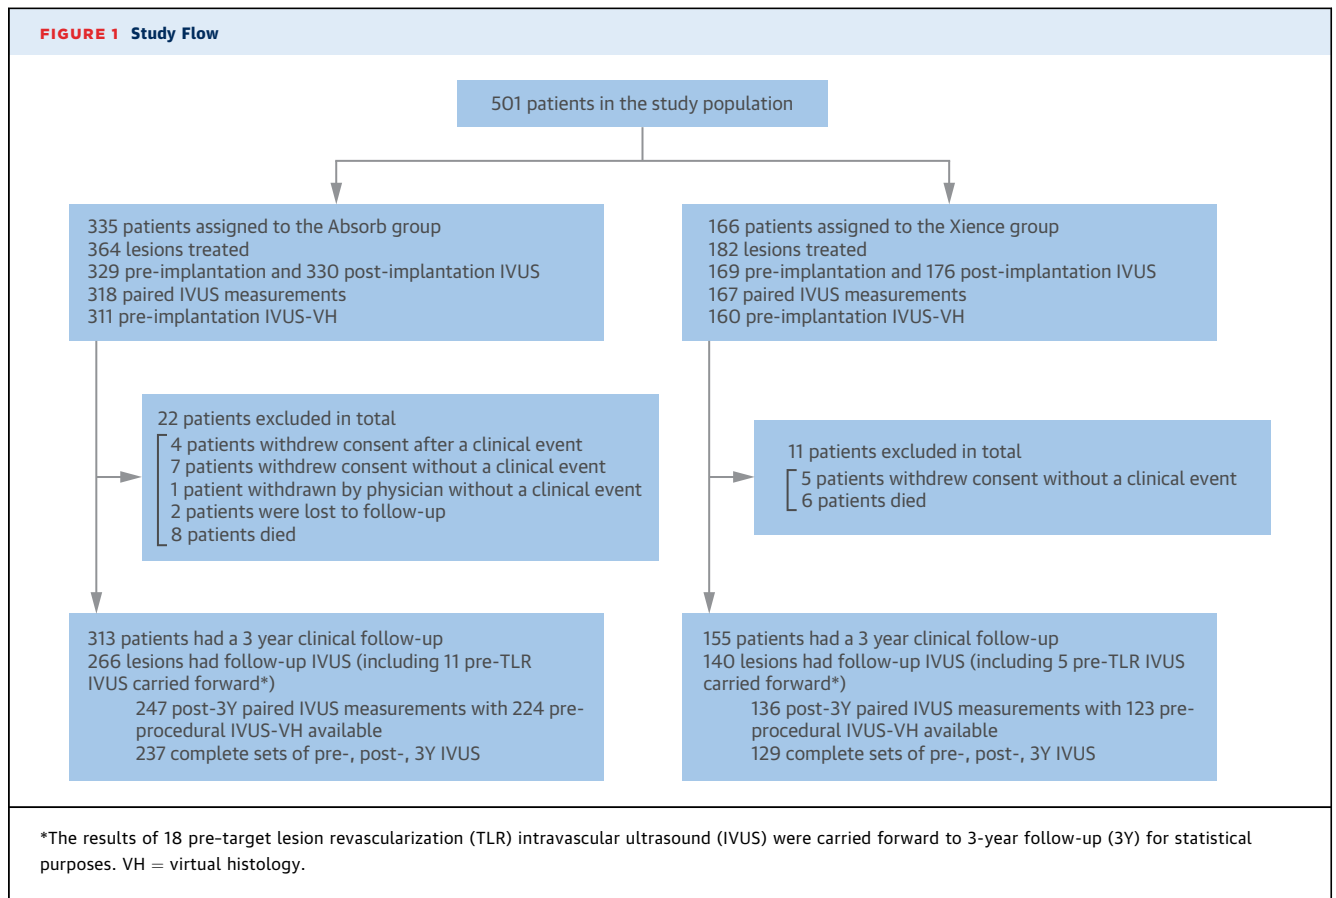 FIGURE 1 Study Flow
501 patients in the study population
335 patients assigned to the Absorb group
364 lesions treated
329 pre-implantation and 330 post-implantation IVUS
318 paired IVUS measurements
311 pre-implantation IVUS-VH
166 patients assigned to the Xience group
182 lesions treated
169 pre-implantation and 176 post-implantation IVUS
167 paired IVUS measurements
160 pre-implantation IVUS-VH
22 patients excluded in total
4 patients withdrew consent after a clinical event
7 patients withdrew consent without a clinical event
1 patient withdrawn by physician without a clinical event
2 patients were lost to follow-up
8 patients died
11 patients excluded in total
5 patients withdrew consent without a clinical event
6 patients died
313 patients had a 3 year clinical follow-up
266 lesions had follow-up IVUS (including 11 pre-TLR
IVUS carried forward*)
247 post-3Y paired IVUS measurements with 224 pre-
procedural IVUS-VH available
237 complete sets of pre-, post-, 3Y IVUS
155 patients had a 3 year clinical follow-up
140 lesions had follow-up IVUS (including 5 pre-TLR IVUS
carried forward*)
136 post-3Y paired IVUS measurements with 123 pre-
procedural IVUS-VH available
129 complete sets of pre-, post-, 3Y IVUS
*The results of 18 pre-target lesion revascularization (TLR) intravascular ultrasound (IVUS) were carried forward to 3-year follow-up (3Y) for statistical
purposes. VH = virtual histology.